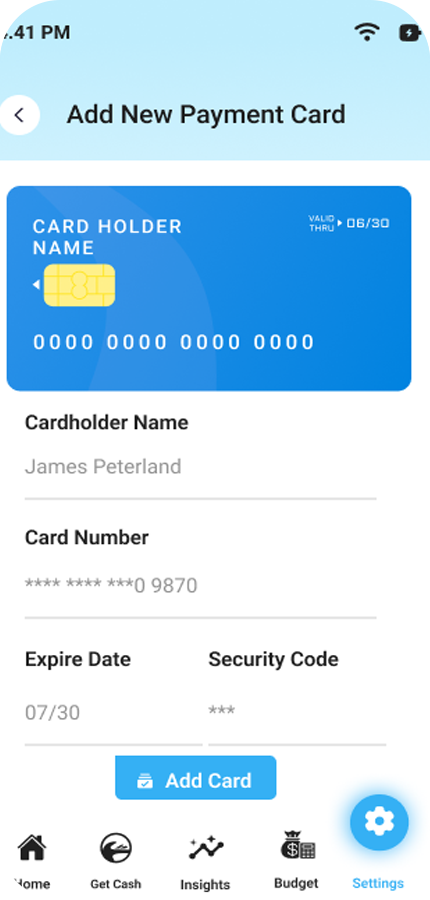 .41 PM
Add New Payment Card
CARD HOLDER
NAME
VALID
THRU
06/30
0000 0000 0000 0000
Cardholder Name
James Peterland
Card Number
**** **** ***0 9870
Expire Date
Security Code
07/30
***
Add Card
Home
Get Cash
Insights
Budget
Settings